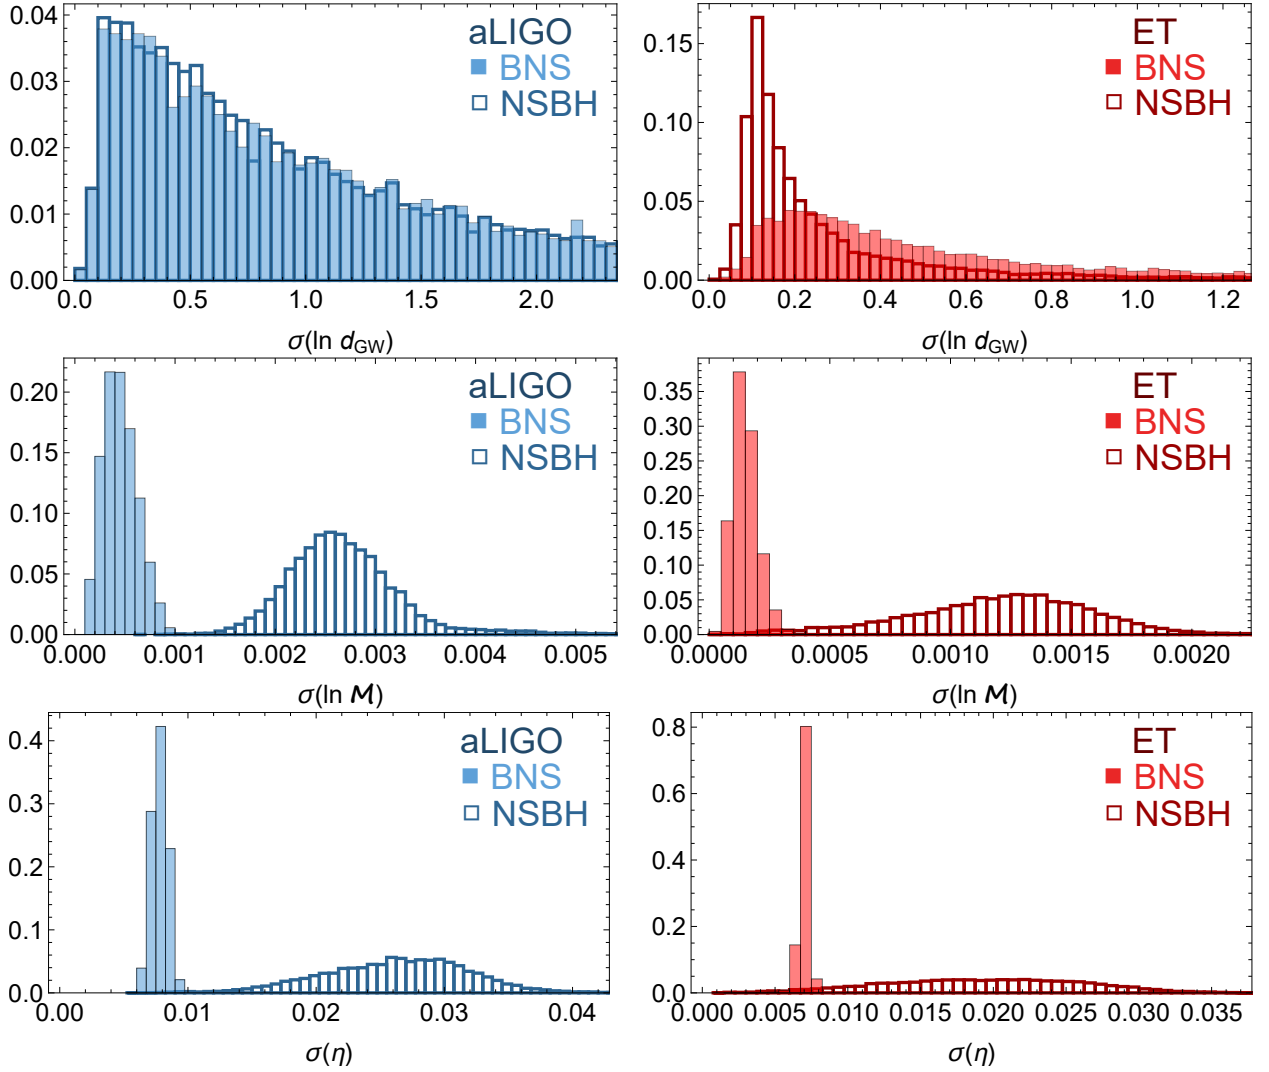 0.04
0.03
0.02
0.01
0.00
aLIGO
BNS
NSBH
0.0 0.5 1.0 1.5 2.0
σ(ln d_GW)
0.15
0.10
0.05
0.00
ET
BNS
NSBH
0.0 0.2 0.4 0.6 0.8 1.0 1.2
σ(ln d_GW)
0.20
0.15
0.10
0.05
0.00
aLIGO
BNS
NSBH
0.000 0.001 0.002 0.003 0.004 0.005
σ(ln ℳ)
0.35
0.30
0.25
0.20
0.15
0.10
0.05
0.00
ET
BNS
NSBH
0.0000 0.0005 0.0010 0.0015 0.0020
σ(ln ℳ)
0.4
0.3
0.2
0.1
0.0
aLIGO
BNS
NSBH
0.00 0.01 0.02 0.03 0.04
σ(η)
0.8
0.6
0.4
0.2
0.0
ET
BNS
NSBH
0.000 0.005 0.010 0.015 0.020 0.025 0.030 0.035
σ(η)